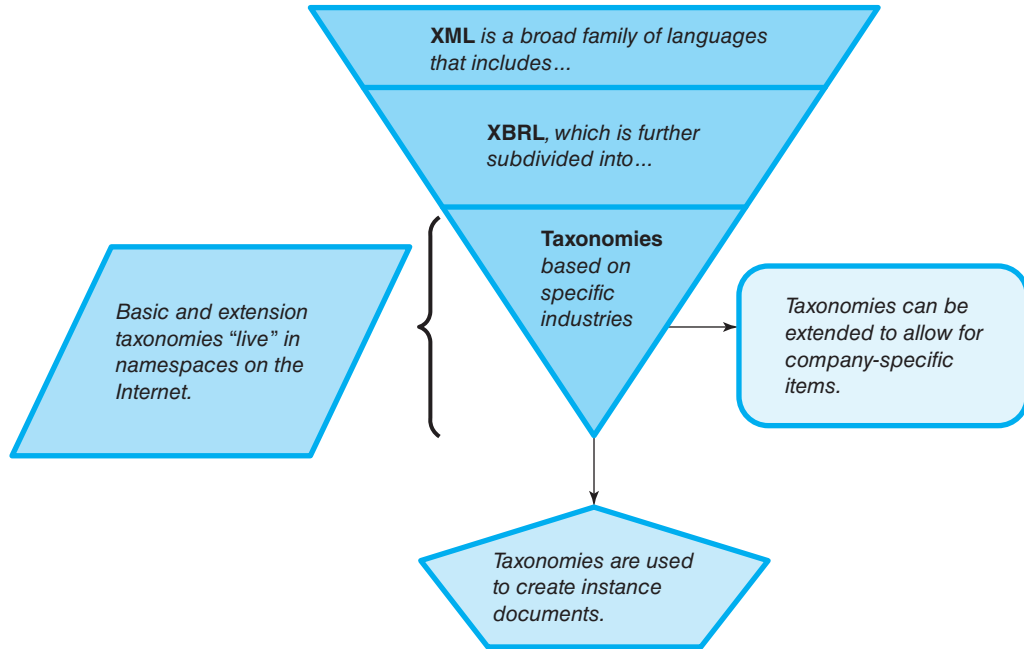 XML is a broad family of languages
that includes...
XBRL, which is further
subdivided into...
Taxonomies
based on
specific
industries
Basic and extension
taxonomies “live” in
namespaces on the
Internet.
Taxonomies can be
extended to allow for
company-specific
items.
Taxonomies are used
to create instance
documents.